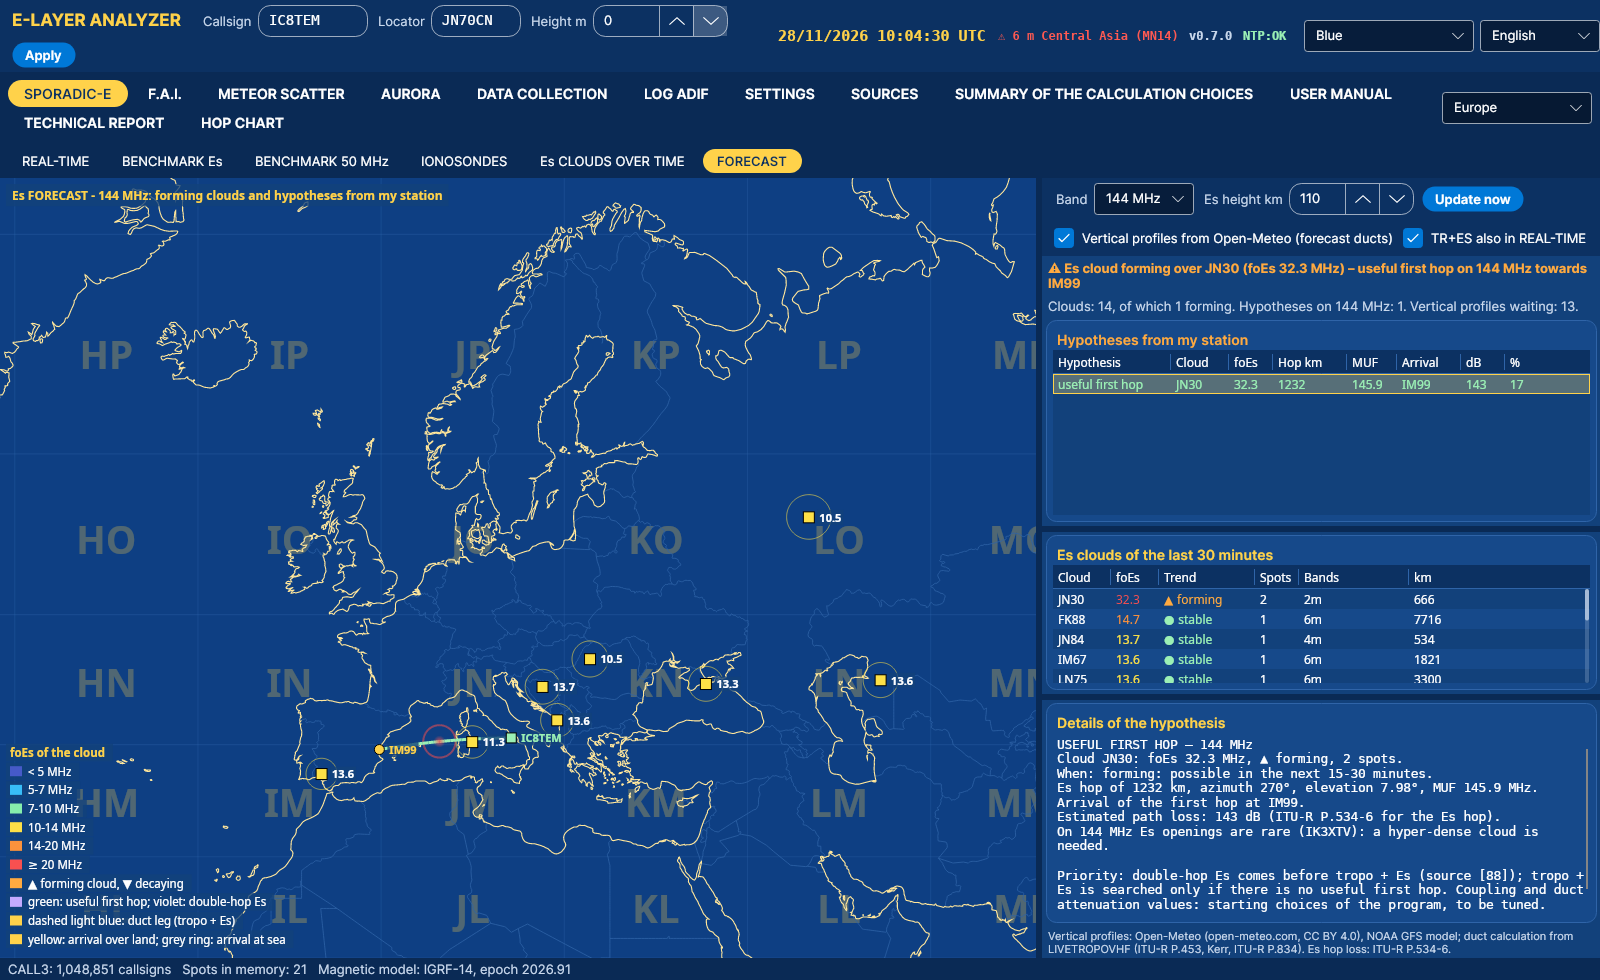 E-LAYER ANALYZER
Callsign IC8TEM Locator JN70CN Height m 0
28/11/2026 10:04:30 UTC ⚠ 6 m Central Asia (MN14) v0.7.0 NTP:OK Blue English
Apply
SPORADIC-E F.A.I. METEOR SCATTER AURORA DATA COLLECTION LOG ADIF SETTINGS SOURCES SUMMARY OF THE CALCULATION CHOICES USER MANUAL
TECHNICAL REPORT HOP CHART
Europe
REAL-TIME BENCHMARK Es BENCHMARK 50 MHz IONOSONDES Es CLOUDS OVER TIME FORECAST
Es FORECAST - 144 MHz: forming clouds and hypotheses from my station
HP IP JP KP LP
10.5
HO IO JO KO LO
10.5
HN IN JN KN LN
13.7 13.3 13.6
13.6
IM99 11.3 IC8TEM
13.6
HM IM JM KM LM
IL JL KL
foEs of the cloud
< 5 MHz
5-7 MHz
7-10 MHz
10-14 MHz
14-20 MHz
≥ 20 MHz
▲ forming cloud, ▼ decaying
green: useful first hop; violet: double-hop Es
dashed light blue: duct leg (tropo + Es)
yellow: arrival over land; grey ring: arrival at sea
Band 144 MHz Es height km 110 Update now
Vertical profiles from Open-Meteo (forecast ducts) TR+ES also in REAL-TIME
⚠ Es cloud forming over JN30 (foEs 32.3 MHz) – useful first hop on 144 MHz towards
IM99
Clouds: 14, of which 1 forming. Hypotheses on 144 MHz: 1. Vertical profiles waiting: 13.
Hypotheses from my station
Hypothesis Cloud foEs Hop km MUF Arrival dB %
useful first hop JN30 32.3 1232 145.9 IM99 143 17
Es clouds of the last 30 minutes
Cloud foEs Trend Spots Bands km
JN30 32.3 ▲ forming 2 2m 666
FK88 14.7 ● stable 1 6m 7716
JN84 13.7 ● stable 1 4m 534
IM67 13.6 ● stable 1 6m 1821
LN75 13.6 ● stable 1 6m 3300
Details of the hypothesis
USEFUL FIRST HOP — 144 MHz
Cloud JN30: foEs 32.3 MHz, ▲ forming, 2 spots.
When: forming: possible in the next 15-30 minutes.
Es hop of 1232 km, azimuth 270°, elevation 7.98°, MUF 145.9 MHz.
Arrival of the first hop at IM99.
Estimated path loss: 143 dB (ITU-R P.534-6 for the Es hop).
On 144 MHz Es openings are rare (IK3XTV): a hyper-dense cloud is
needed.
Priority: double-hop Es comes before tropo + Es (source [88]); tropo +
Es is searched only if there is no useful first hop. Coupling and duct
attenuation values: starting choices of the program, to be tuned.
Vertical profiles: Open-Meteo (open-meteo.com, CC BY 4.0), NOAA GFS model; duct calculation from
LIVETROPOVHF (ITU-R P.453, Kerr, ITU-R P.834). Es hop loss: ITU-R P.534-6.
CALL3: 1,048,851 callsigns Spots in memory: 21 Magnetic model: IGRF-14, epoch 2026.91